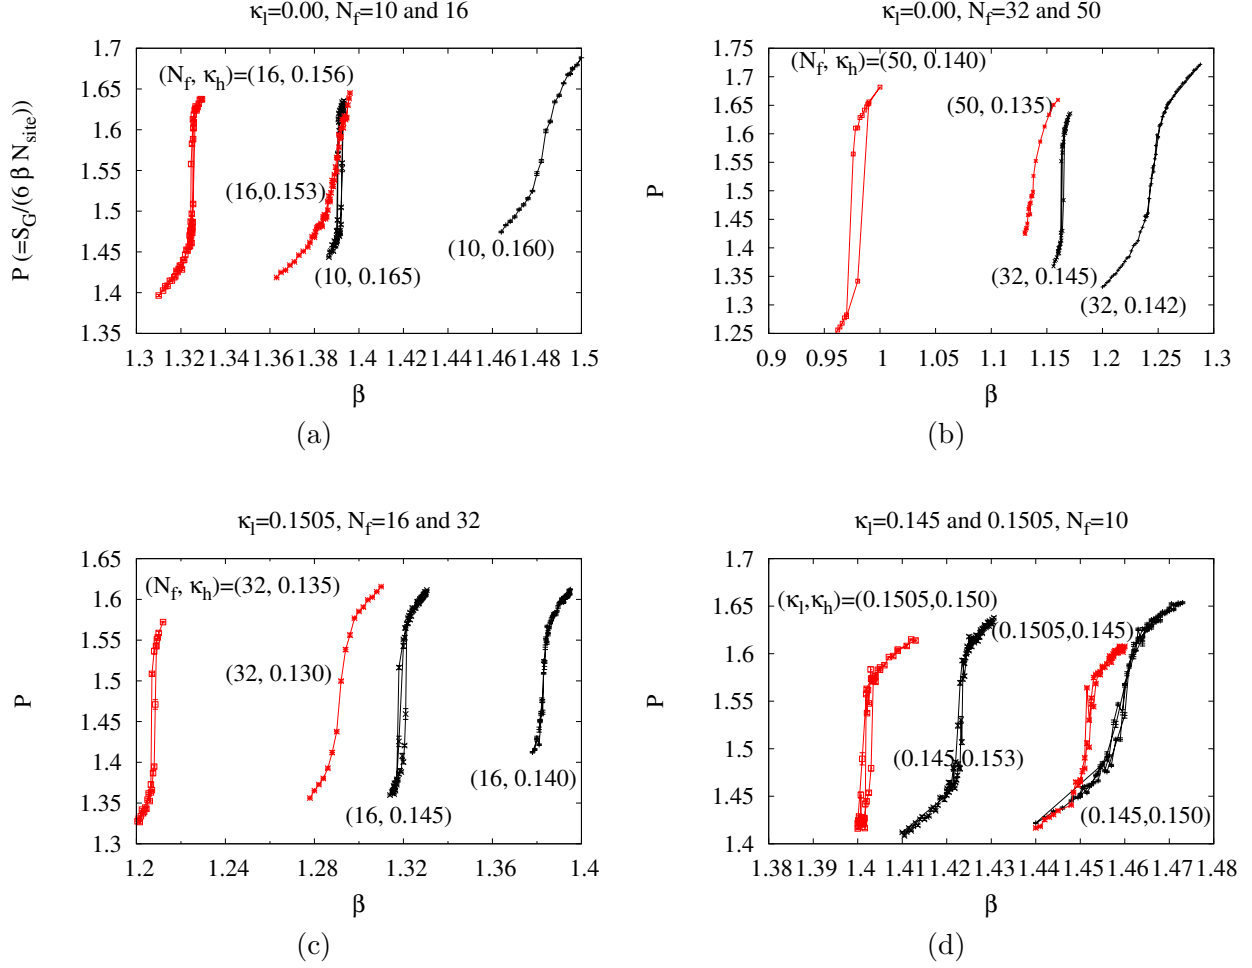 κl=0.00, Nf=10 and 16
P (=SG/(6 β Nsite))
1.7
1.65
1.6
1.55
1.5
1.45
1.4
1.35
(Nf, κh)=(16, 0.156)
(16,0.153)
(10, 0.165)
(10, 0.160)
1.3 1.32 1.34 1.36 1.38 1.4 1.42 1.44 1.46 1.48 1.5
β
(a)
κl=0.00, Nf=32 and 50
P
1.75
1.7
1.65
1.6
1.55
1.5
1.45
1.4
1.35
1.3
1.25
(Nf, κh)=(50, 0.140)
(50, 0.135)
(32, 0.145)
(32, 0.142)
0.9 0.95 1 1.05 1.1 1.15 1.2 1.25 1.3
β
(b)
κl=0.1505, Nf=16 and 32
P
1.65
1.6
1.55
1.5
1.45
1.4
1.35
1.3
(Nf, κh)=(32, 0.135)
(32, 0.130)
(16, 0.145)
(16, 0.140)
1.2 1.24 1.28 1.32 1.36 1.4
β
(c)
κl=0.145 and 0.1505, Nf=10
P
1.7
1.65
1.6
1.55
1.5
1.45
1.4
(κl,κh)=(0.1505,0.150)
(0.1505,0.145)
(0.145,0.153)
(0.145,0.150)
1.38 1.39 1.4 1.41 1.42 1.43 1.44 1.45 1.46 1.47 1.48
β
(d)